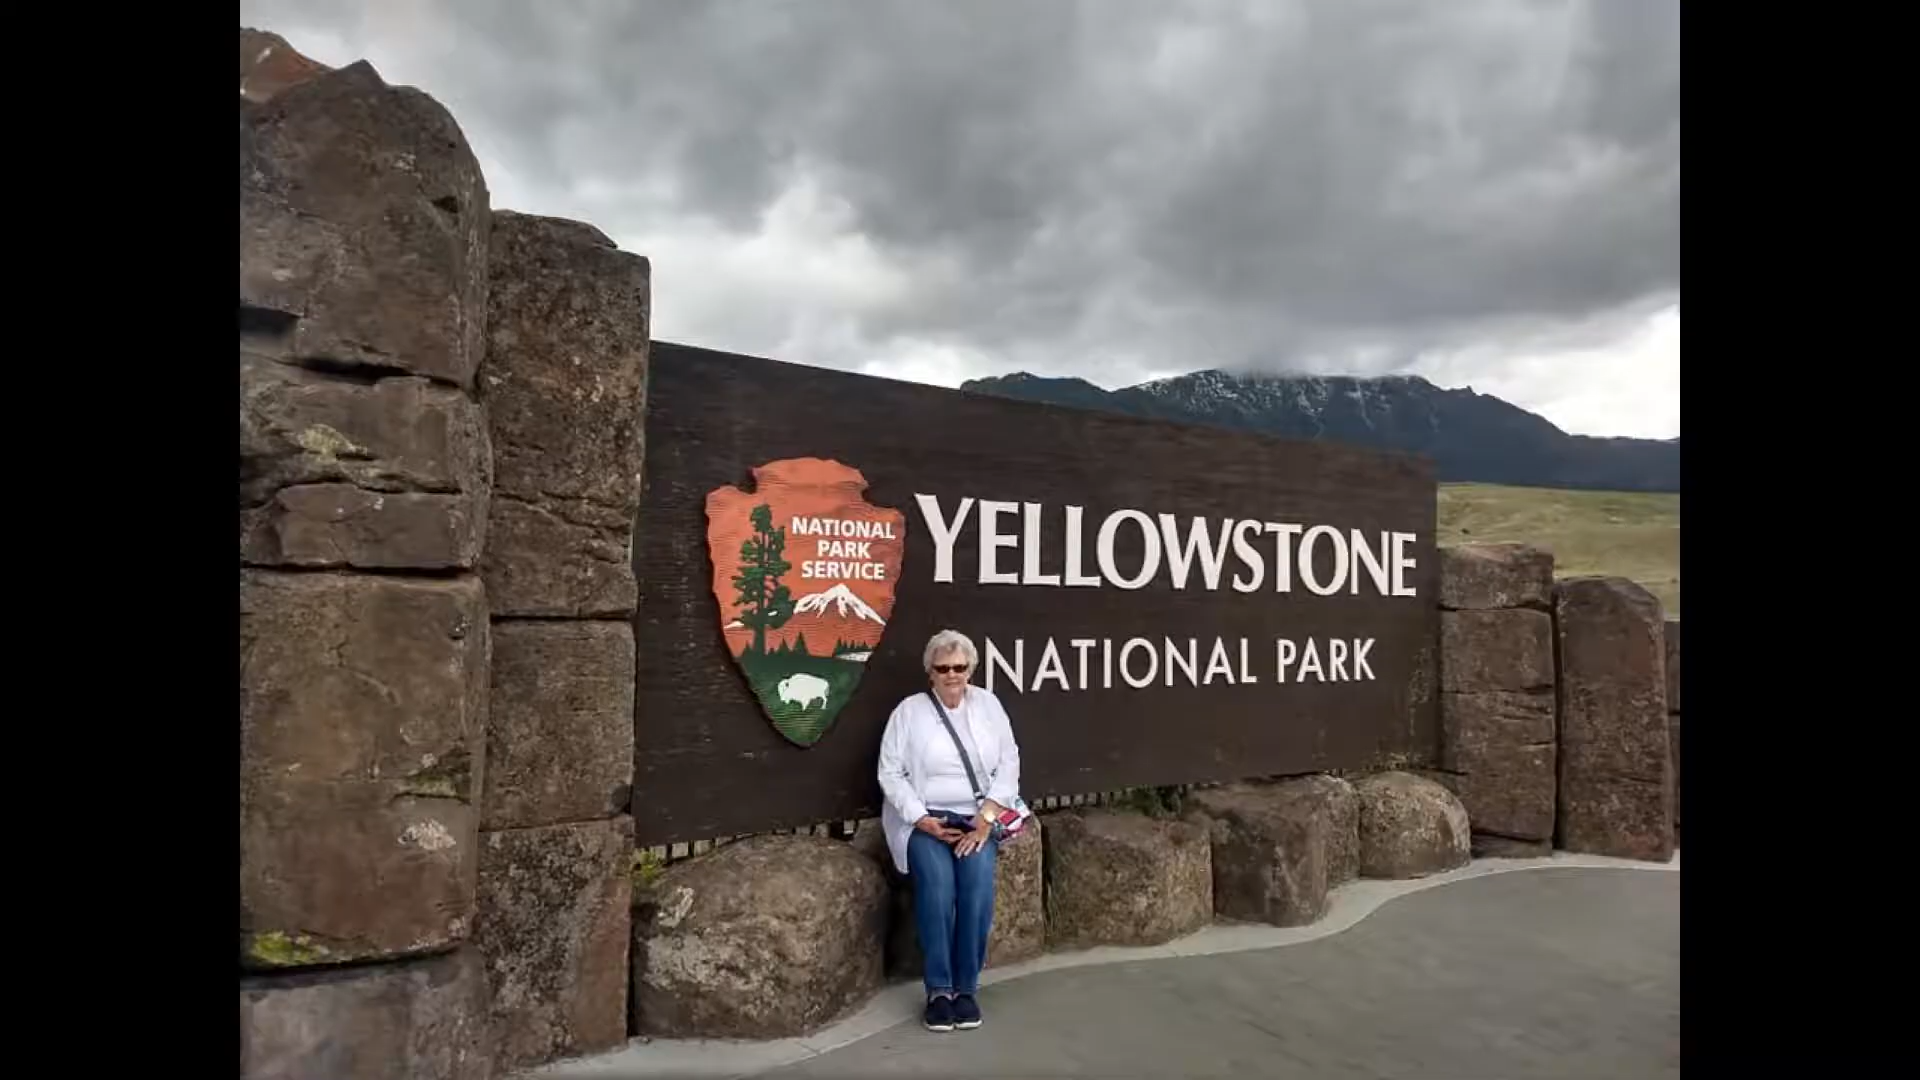 NATIONAL
PARK
SERVICE
YELLOWSTONE
NATIONAL PARK